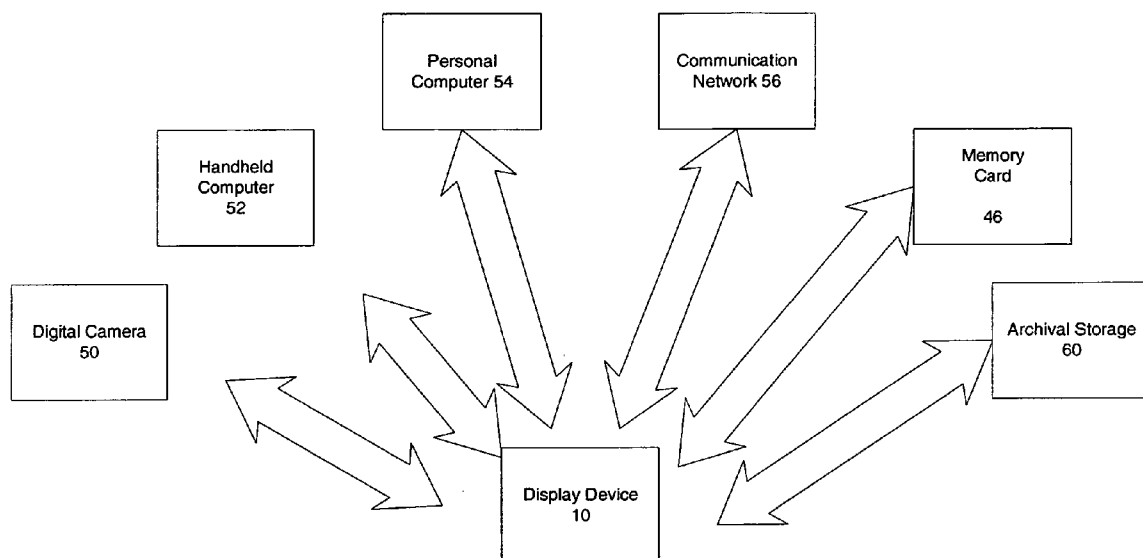 Personal
Computer 54
Communication
Network 56
Handheld
Computer
52
Memory
Card
46
Digital Camera
50
Archival Storage
60
Display Device
10